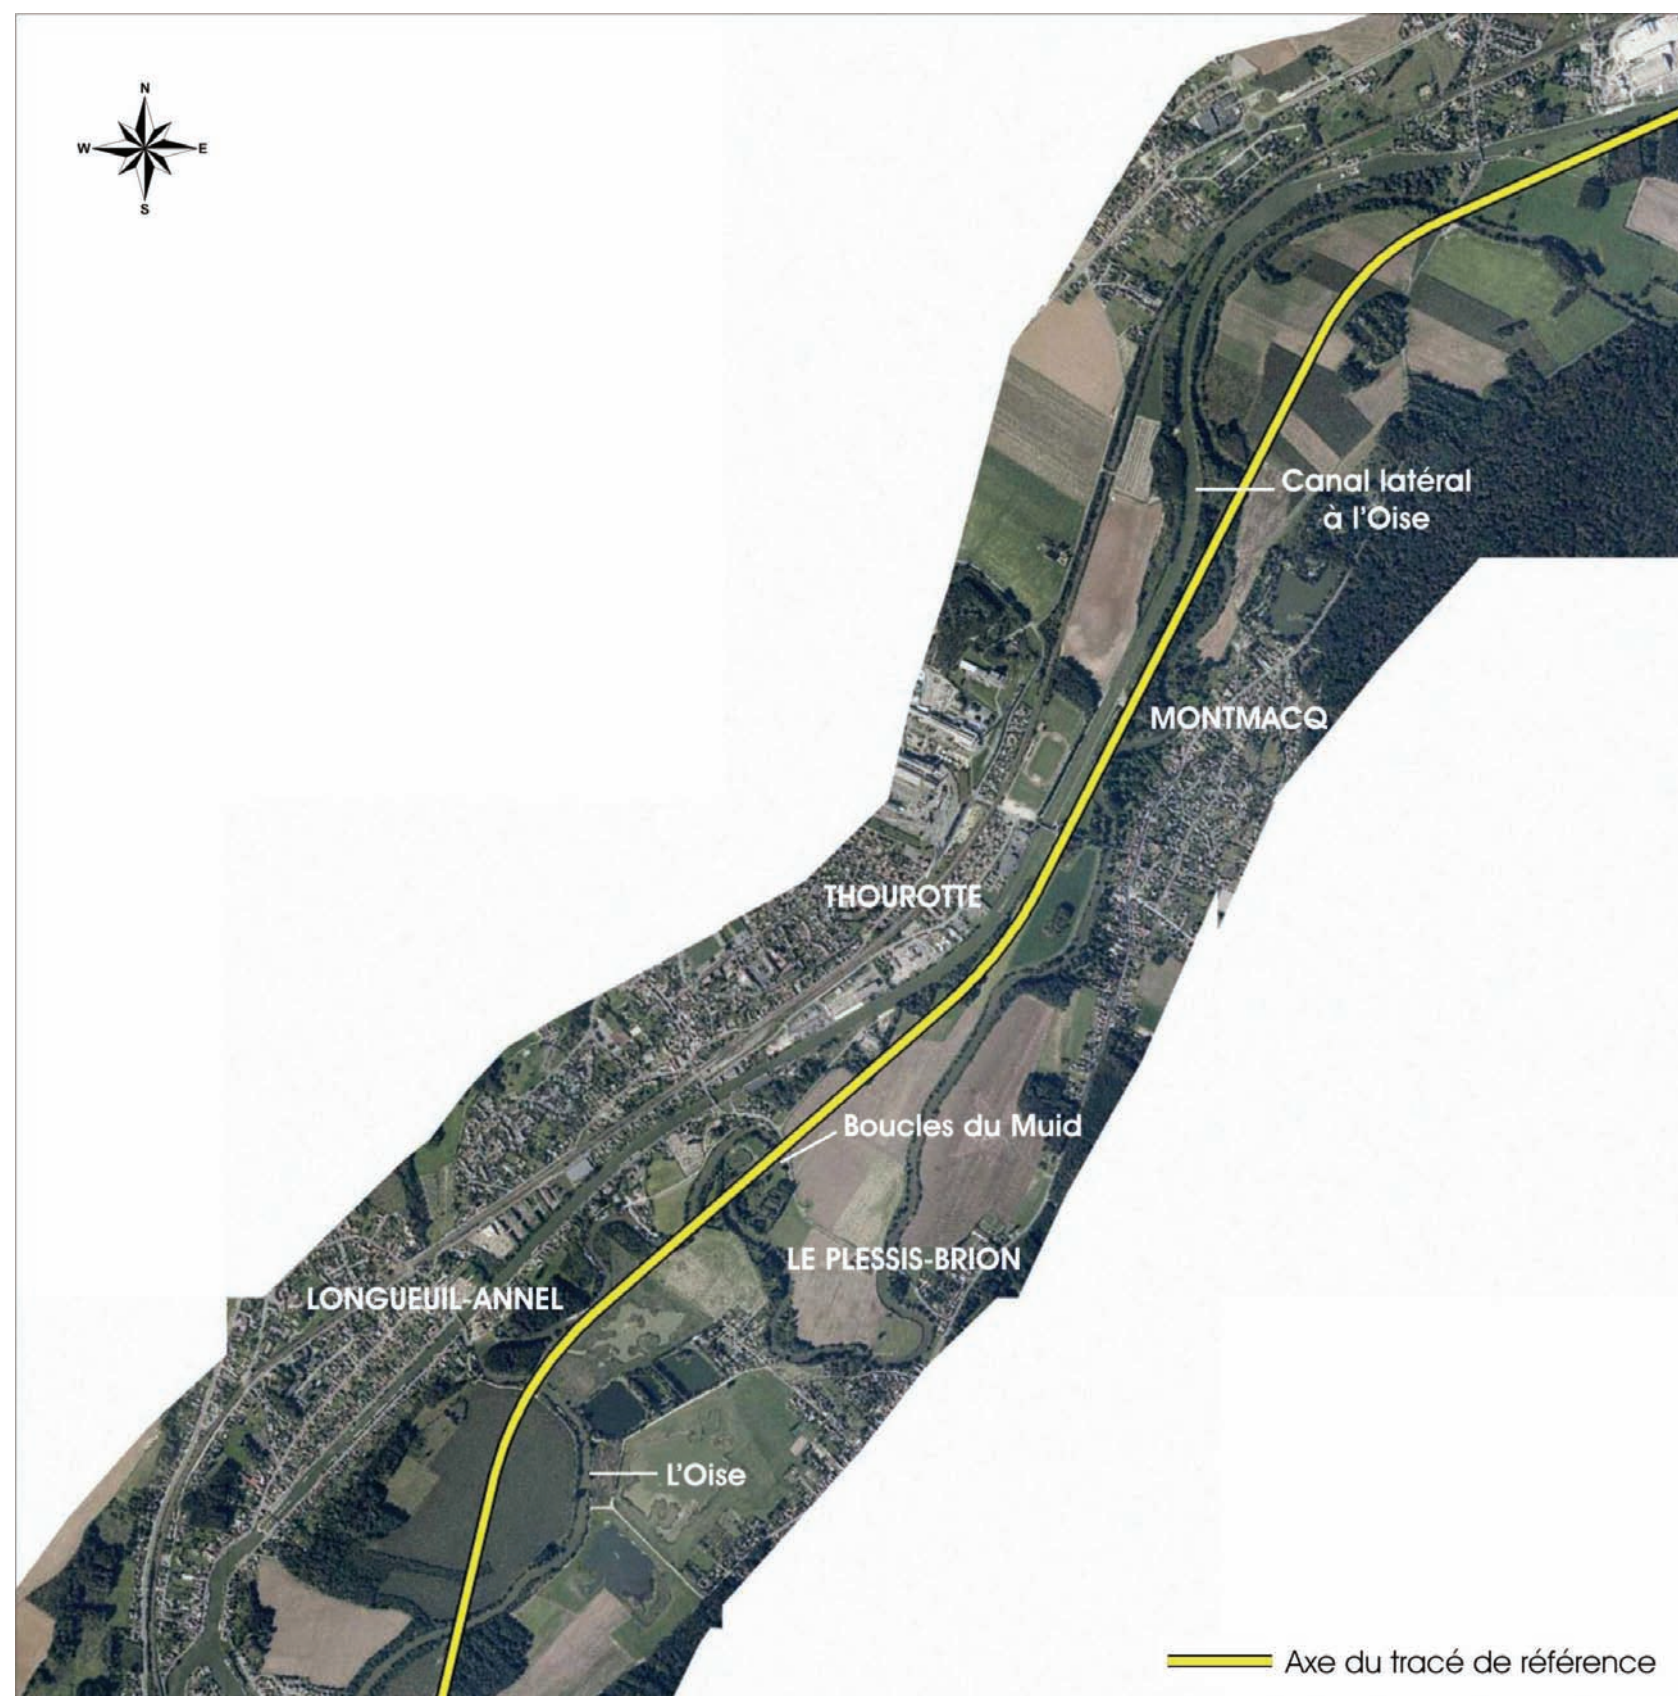 N
W E
S
Canal latéral
à l'Oise
MONTMACQ
THOUROTTE
Boucles du Muid
LE PLESSIS-BRION
LONGUEUIL-ANNEL
L'Oise
Axe du tracé de référence